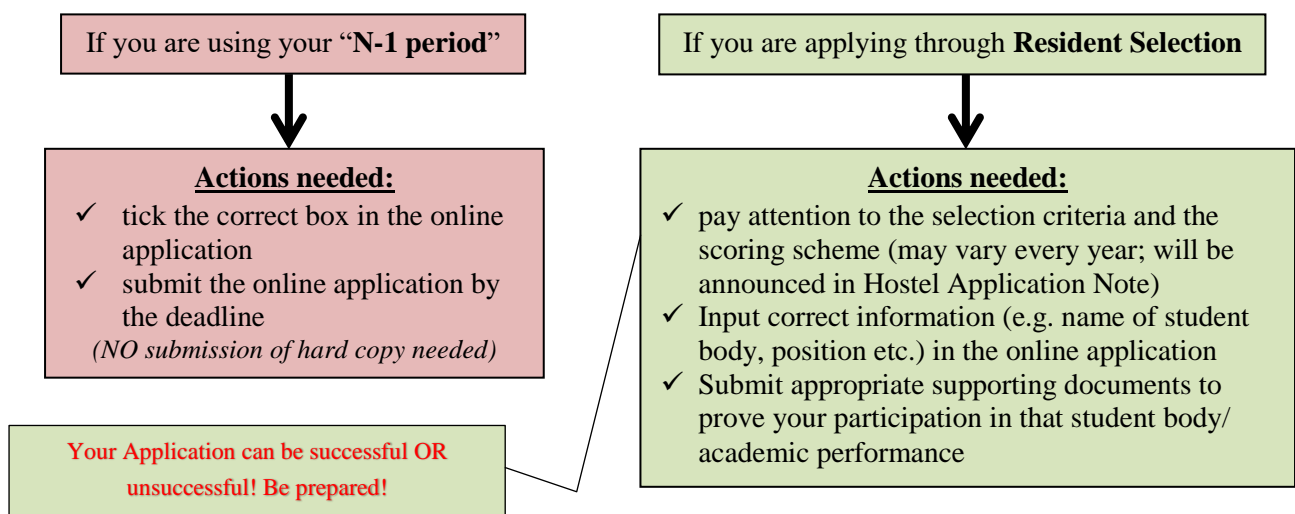 If you are using your “N-1 period”
Actions needed:
✓ tick the correct box in the online
application
✓ submit the online application by
the deadline
(NO submission of hard copy needed)
If you are applying through Resident Selection
Actions needed:
✓ pay attention to the selection criteria and the
scoring scheme (may vary every year; will be
announced in Hostel Application Note)
✓ Input correct information (e.g. name of student
body, position etc.) in the online application
✓ Submit appropriate supporting documents to
prove your participation in that student body/
academic performance
Your Application can be successful OR
unsuccessful! Be prepared!